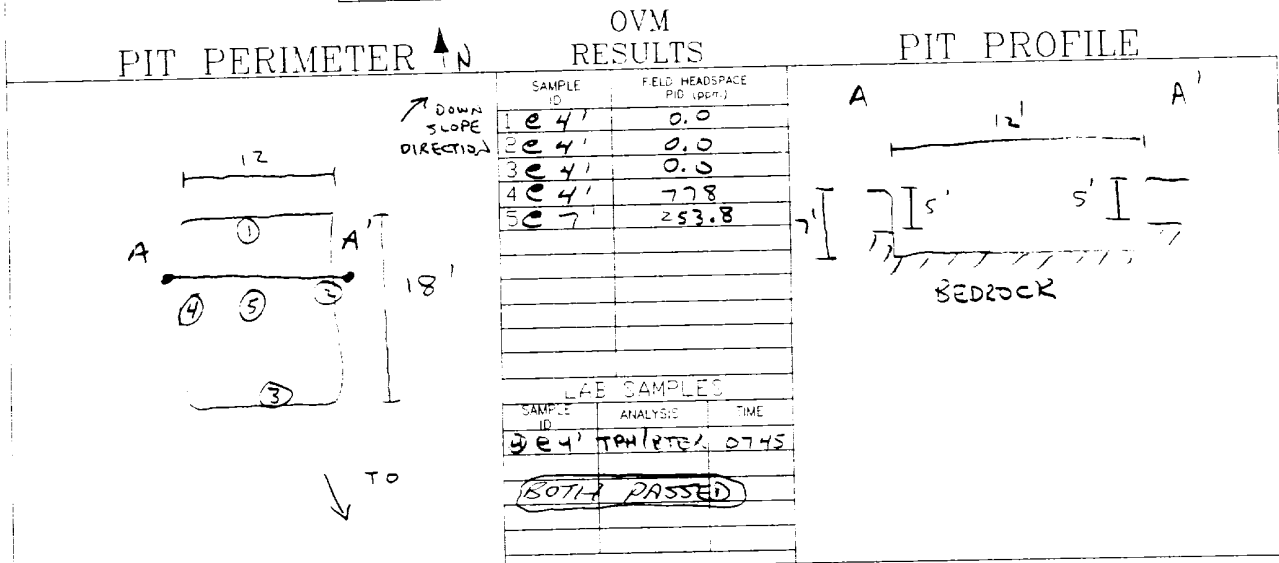 PIT PERIMETER N
DOWN
SLOPE
DIRECTION
12
1
A A'
4 5 2
18'
3
TO
OVM
RESULTS
SAMPLE ID FIELD HEADSPACE PID (ppm)
1 @ 4' 0.0
2 @ 4' 0.0
3 @ 4' 0.0
4 @ 4' 778
5 @ 7' 253.8
LAB SAMPLES
SAMPLE ID ANALYSIS TIME
@ 4' TPH/BTEX 0745
BOTH PASSED
PIT PROFILE
A A'
12'
7' 5' 5'
BEDROCK